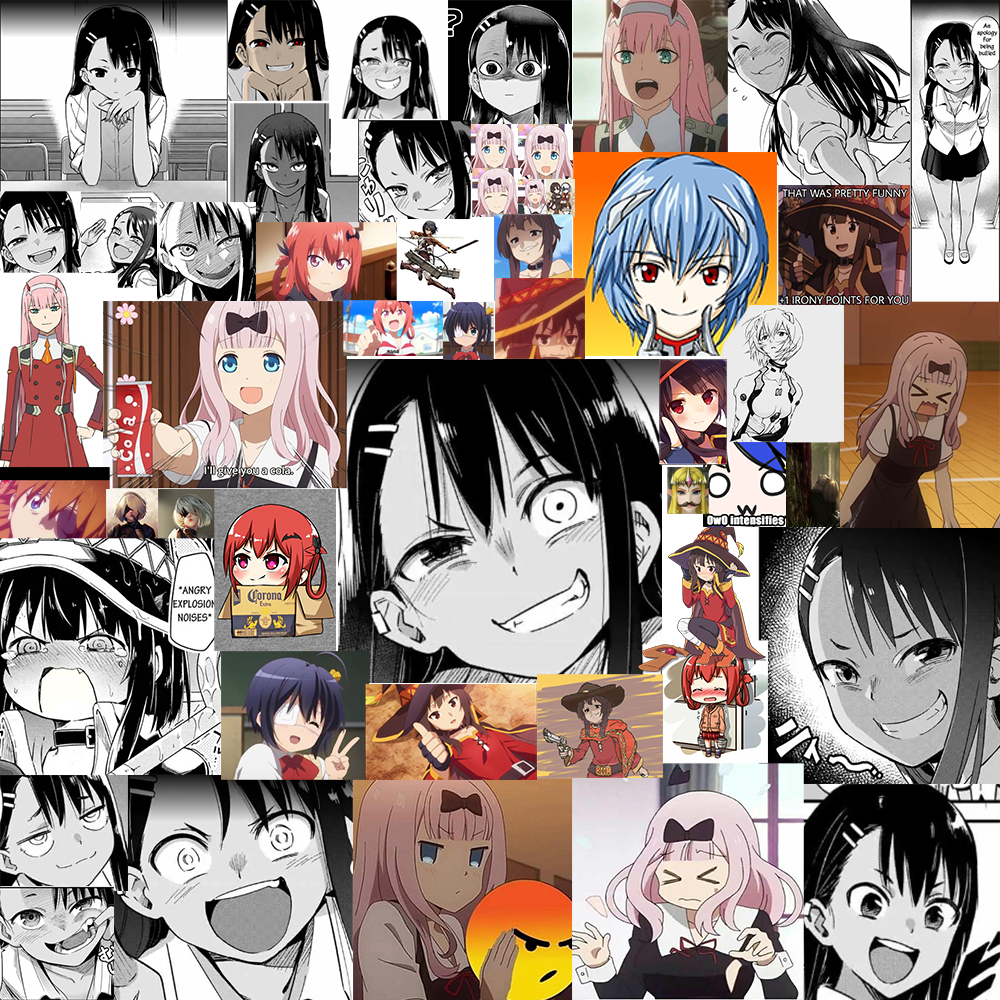 ?
An
apology
for
being
bullied.
THAT WAS PRETTY FUNNY
+1 IRONY POINTS FOR YOU
Cola
I'll give you a cola.
OwO intensifies
*ANGRY
EXPLOSION
NOISES*
Corona
Extra